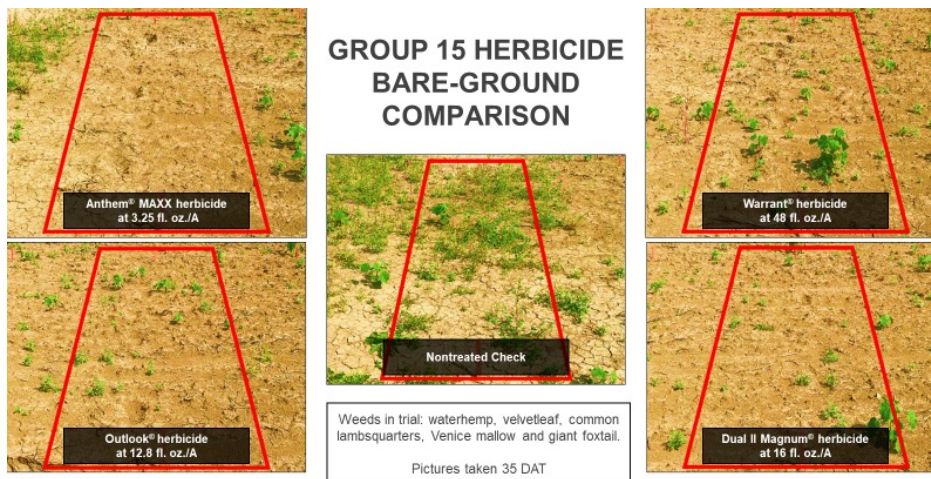 GROUP 15 HERBICIDE
BARE-GROUND
COMPARISON
Anthem® MAXX herbicide
at 3.25 fl. oz./A
Warrant® herbicide
at 48 fl. oz./A
Nontreated Check
Outlook® herbicide
at 12.8 fl. oz./A
Dual II Magnum® herbicide
at 16 fl. oz./A
Weeds in trial: waterhemp, velvetleaf, common
lambsquarters, Venice mallow and giant foxtail.
Pictures taken 35 DAT